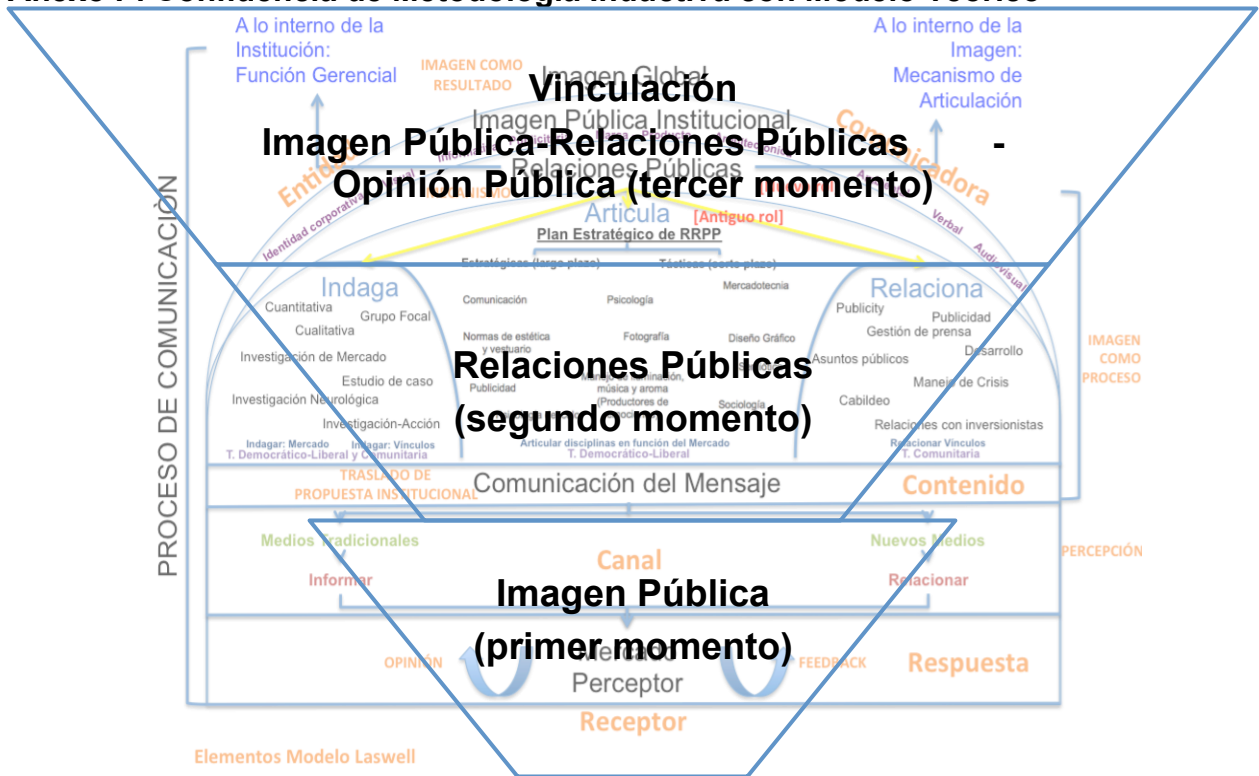 A lo interno de la
Institución:
Función Gerencial
A lo interno de la
Imagen:
Mecanismo de
Articulación
IMAGEN COMO
RESULTADO
Imagen Global
Vinculación
Imagen Pública Institucional
Imagen Pública-Relaciones Públicas -
Relaciones Públicas
Opinión Pública (tercer momento)
Comunicadora
Identidad corporativa
Verbal
Audiovisual
PROCESO DE COMUNICACIÓN
Articula
[Antiguo rol]
Plan Estratégico de RRPP
Estratégicas (largo plazo)
Tácticas (corto plazo)
Indaga
Cuantitativa
Grupo Focal
Cualitativa
Investigación de Mercado
Estudio de caso
Investigación Neurológica
Investigación-Acción
Indagar: Mercado
Indagar: Vínculos
T. Democrático-Liberal y Comunitaria
Comunicación
Psicología
Mercadotecnia
Normas de estética
y vestuario
Fotografía
Diseño Gráfico
Publicidad
música y aroma
(Productores de
Sociología
Articular disciplinas en función del Mercado
T. Democrático-Liberal
Relaciones Públicas
(segundo momento)
Relaciona
Publicity
Publicidad
Gestión de prensa
Desarrollo
Asuntos públicos
Manejo de Crisis
Cabildeo
Relaciones con inversionistas
Relacionar Vínculos
T. Comunitaria
IMAGEN
COMO
PROCESO
TRASLADO DE
PROPUESTA INSTITUCIONAL
Comunicación del Mensaje
Contenido
Medios Tradicionales
Nuevos Medios
Canal
PERCEPCIÓN
Informar
Relacionar
Imagen Pública
(primer momento)
OPINIÓN
Mercado
Perceptor
FEEDBACK
Respuesta
Receptor
Elementos Modelo Laswell